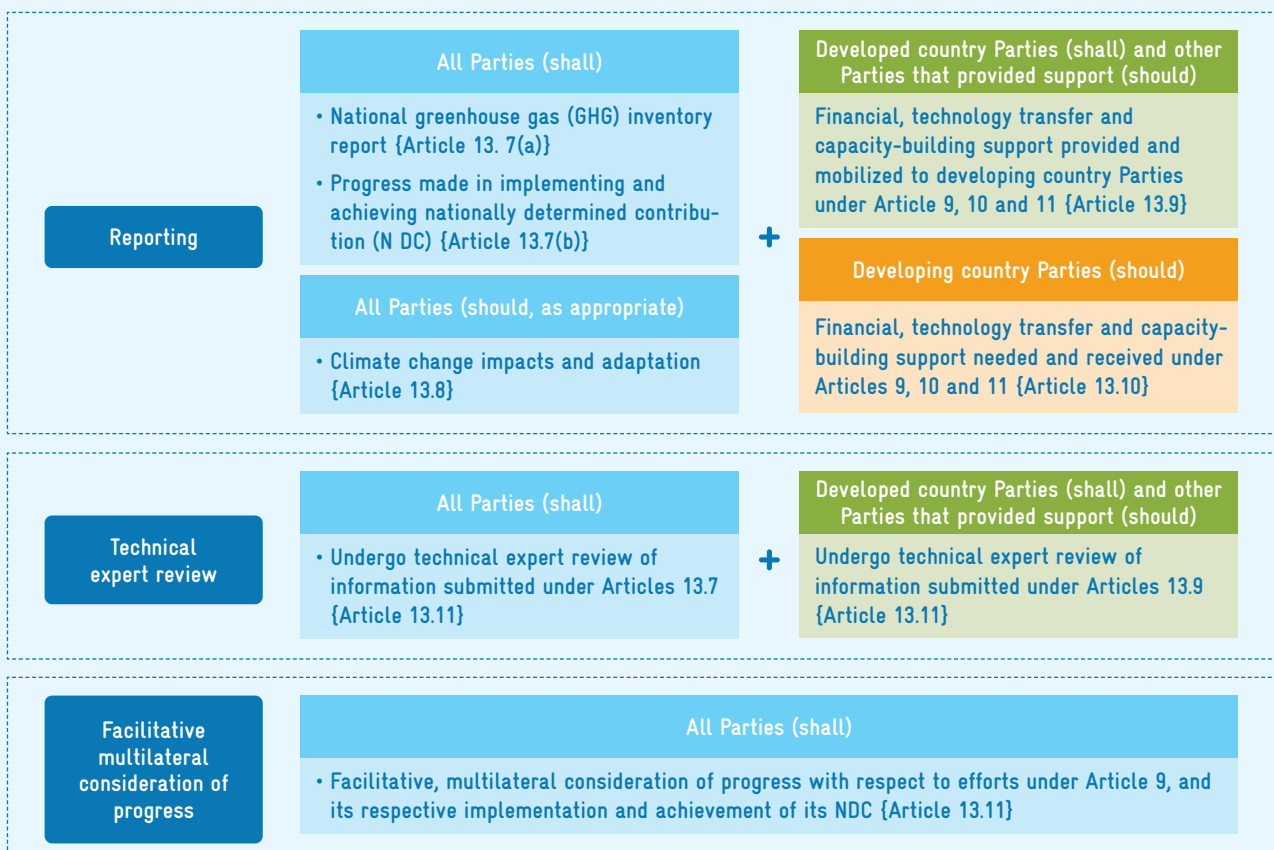 Reporting
All Parties (shall)
• National greenhouse gas (GHG) inventory
report {Article 13. 7(a)}
• Progress made in implementing and
achieving nationally determined contribu-
tion (N DC) {Article 13.7(b)}
All Parties (should, as appropriate)
• Climate change impacts and adaptation
{Article 13.8}
+
Developed country Parties (shall) and other
Parties that provided support (should)
Financial, technology transfer and
capacity-building support provided and
mobilized to developing country Parties
under Article 9, 10 and 11 {Article 13.9}
Developing country Parties (should)
Financial, technology transfer and capacity-
building support needed and received under
Articles 9, 10 and 11 {Article 13.10}
Technical
expert review
All Parties (shall)
• Undergo technical expert review of
information submitted under Articles 13.7
{Article 13.11}
+
Developed country Parties (shall) and other
Parties that provided support (should)
Undergo technical expert review of
information submitted under Articles 13.9
{Article 13.11}
Facilitative
multilateral
consideration of
progress
All Parties (shall)
• Facilitative, multilateral consideration of progress with respect to efforts under Article 9, and
its respective implementation and achievement of its NDC {Article 13.11}